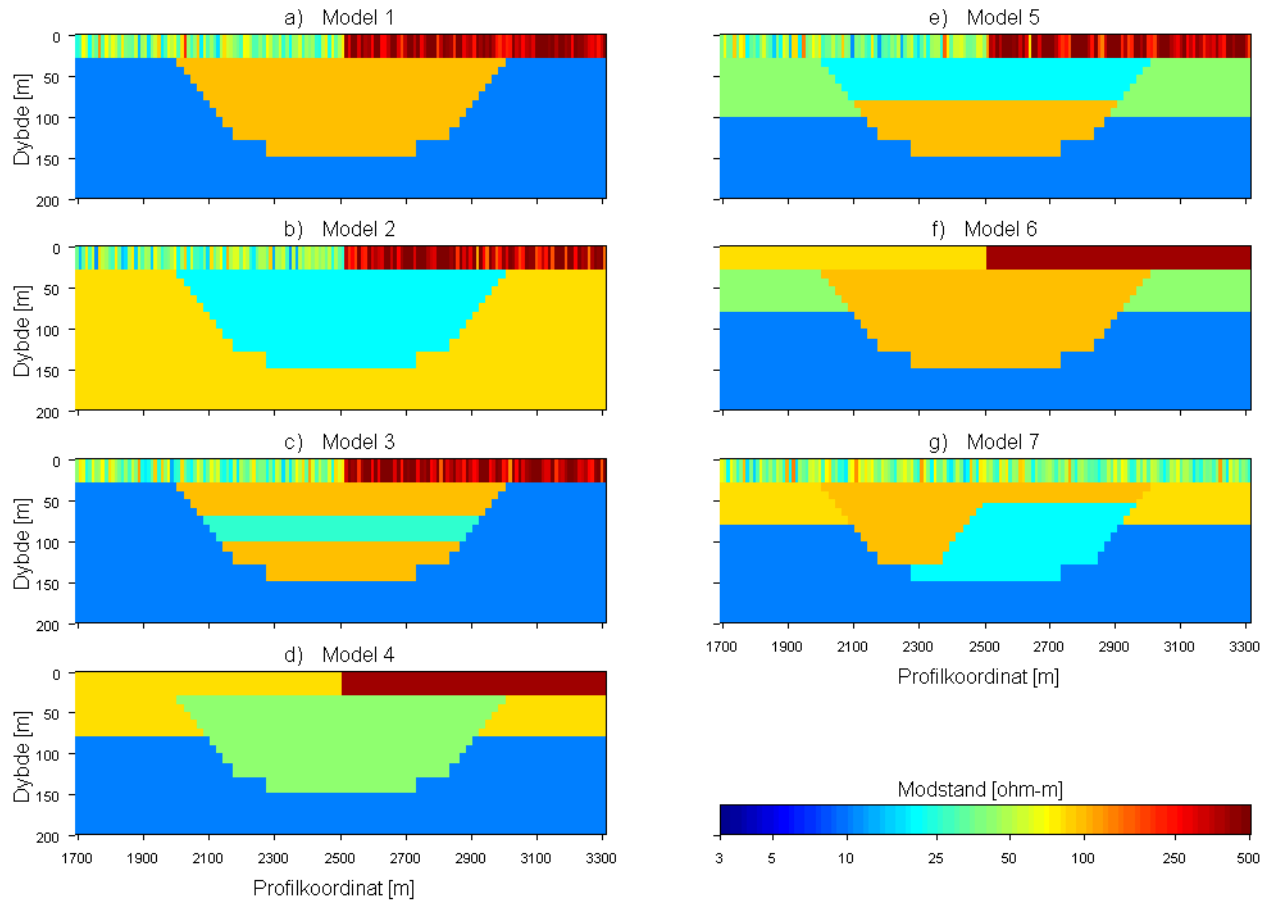 a) Model 1
0
50
100
150
200
Dybde [m]
b) Model 2
0
50
100
150
200
Dybde [m]
c) Model 3
0
50
100
150
200
Dybde [m]
d) Model 4
0
50
100
150
200
Dybde [m]
1700 1900 2100 2300 2500 2700 2900 3100 3300
Profilkoordinat [m]
e) Model 5
f) Model 6
g) Model 7
1700 1900 2100 2300 2500 2700 2900 3100 3300
Profilkoordinat [m]
Modstand [ohm-m]
3 5 10 25 50 100 250 500